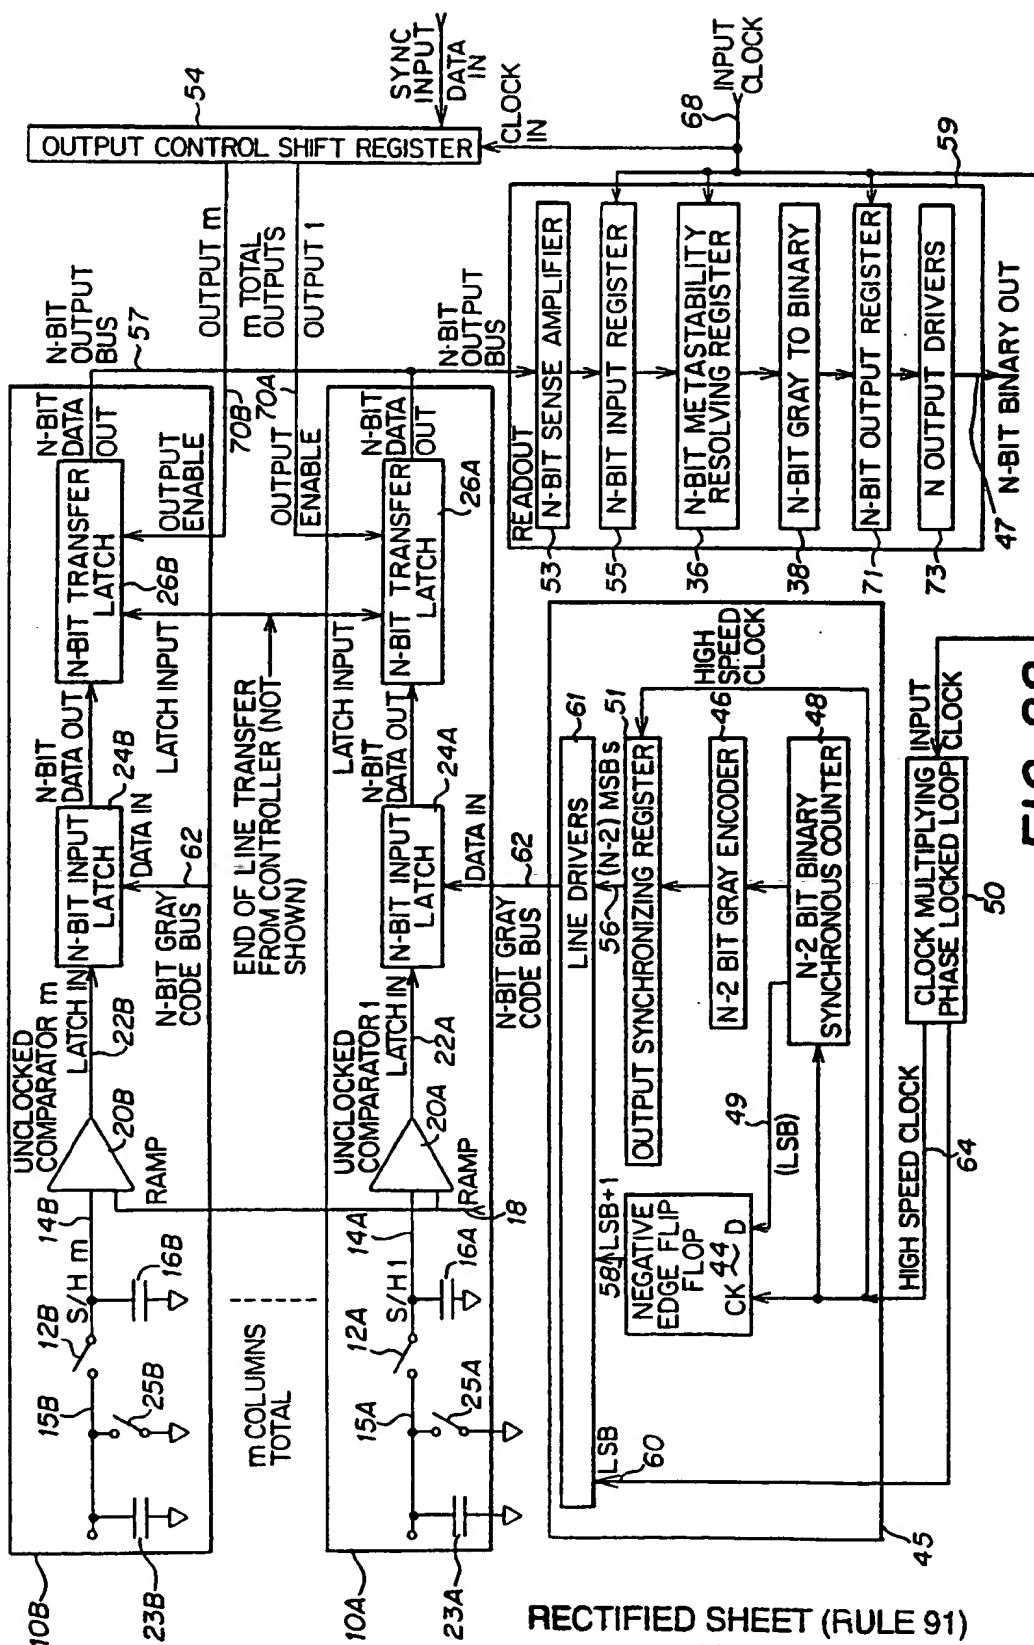 UNCLOCKED
COMPARATOR m
LATCH IN
N-BIT INPUT
LATCH
N-BIT
DATA OUT
N-BIT TRANSFER
LATCH
N-BIT
DATA
OUT
N-BIT
OUTPUT
BUS
10B
23B
15B
25B
12B
S/H m
16B
14B
20B
RAMP
22B
N-BIT GRAY
CODE BUS
62
DATA IN
24B
LATCH INPUT
26B
OUTPUT
ENABLE
57
OUTPUT m
m TOTAL
OUTPUTS
OUTPUT 1
OUTPUT CONTROL SHIFT REGISTER
54
SYNC
INPUT
DATA
IN
CLOCK
IN
m COLUMNS
TOTAL
END OF LINE TRANSFER
FROM CONTROLLER (NOT
SHOWN)
70B
70A
UNCLOCKED
COMPARATOR 1
LATCH IN
N-BIT INPUT
LATCH
N-BIT
DATA OUT
LATCH INPUT
N-BIT TRANSFER
LATCH
OUTPUT
ENABLE
N-BIT
DATA
OUT
N-BIT
OUTPUT
BUS
10A
23A
15A
25A
12A
S/H 1
16A
14A
20A
RAMP
18
22A
24A
DATA IN
26A
N-BIT GRAY
CODE BUS
62
LINE DRIVERS
61
LSB
60
58
LSB+1
56
(N-2) MSBs
51
NEGATIVE
EDGE FLIP
FLOP
CK
44
D
OUTPUT SYNCHRONIZING REGISTER
HIGH
SPEED
CLOCK
N-2 BIT GRAY ENCODER
46
49
(LSB)
N-2 BIT BINARY
SYNCHRONOUS COUNTER
48
45
HIGH SPEED CLOCK
64
CLOCK MULTIPLYING
PHASE LOCKED LOOP
50
INPUT
CLOCK
READOUT
53
N-BIT SENSE AMPLIFIER
55
N-BIT INPUT REGISTER
36
N-BIT METASTABILITY
RESOLVING REGISTER
38
N-BIT GRAY TO BINARY
71
N-BIT OUTPUT REGISTER
73
N OUTPUT DRIVERS
47
N-BIT BINARY OUT
59
68
INPUT
CLOCK
RECTIFIED SHEET (RULE 91)